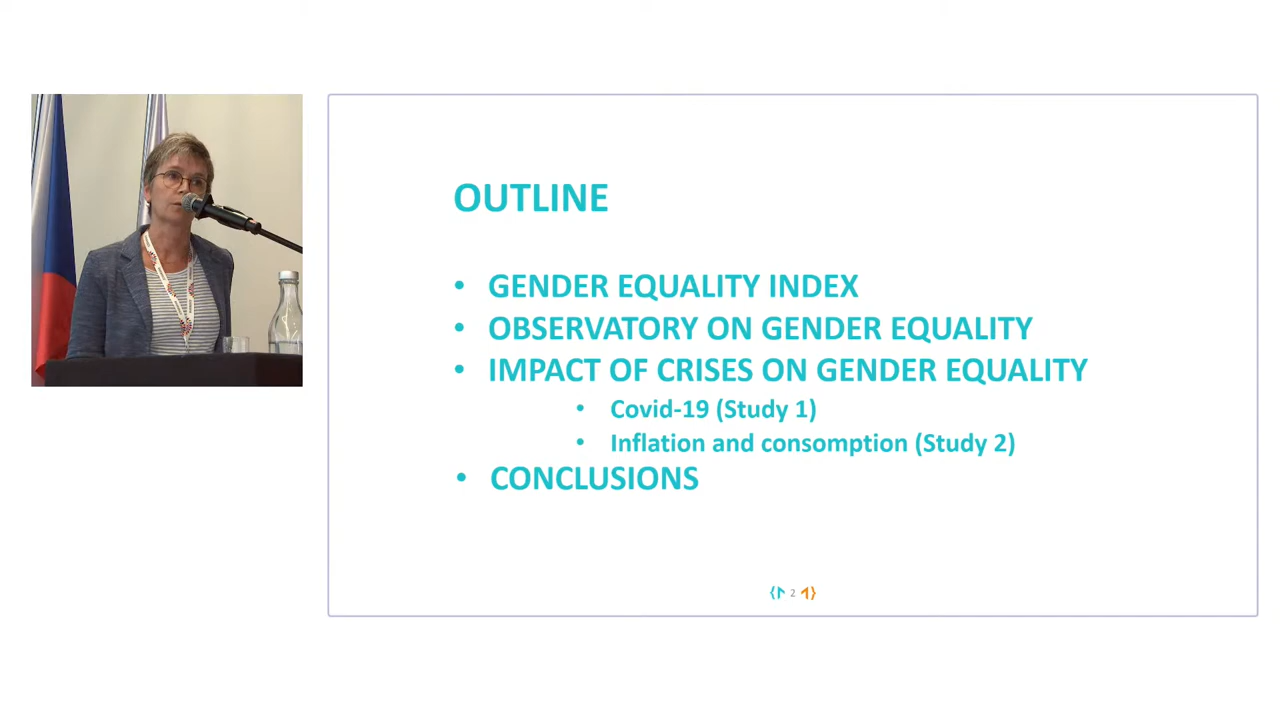 OUTLINE
• GENDER EQUALITY INDEX
• OBSERVATORY ON GENDER EQUALITY
• IMPACT OF CRISES ON GENDER EQUALITY
• Covid-19 (Study 1)
• Inflation and consomption (Study 2)
• CONCLUSIONS
2